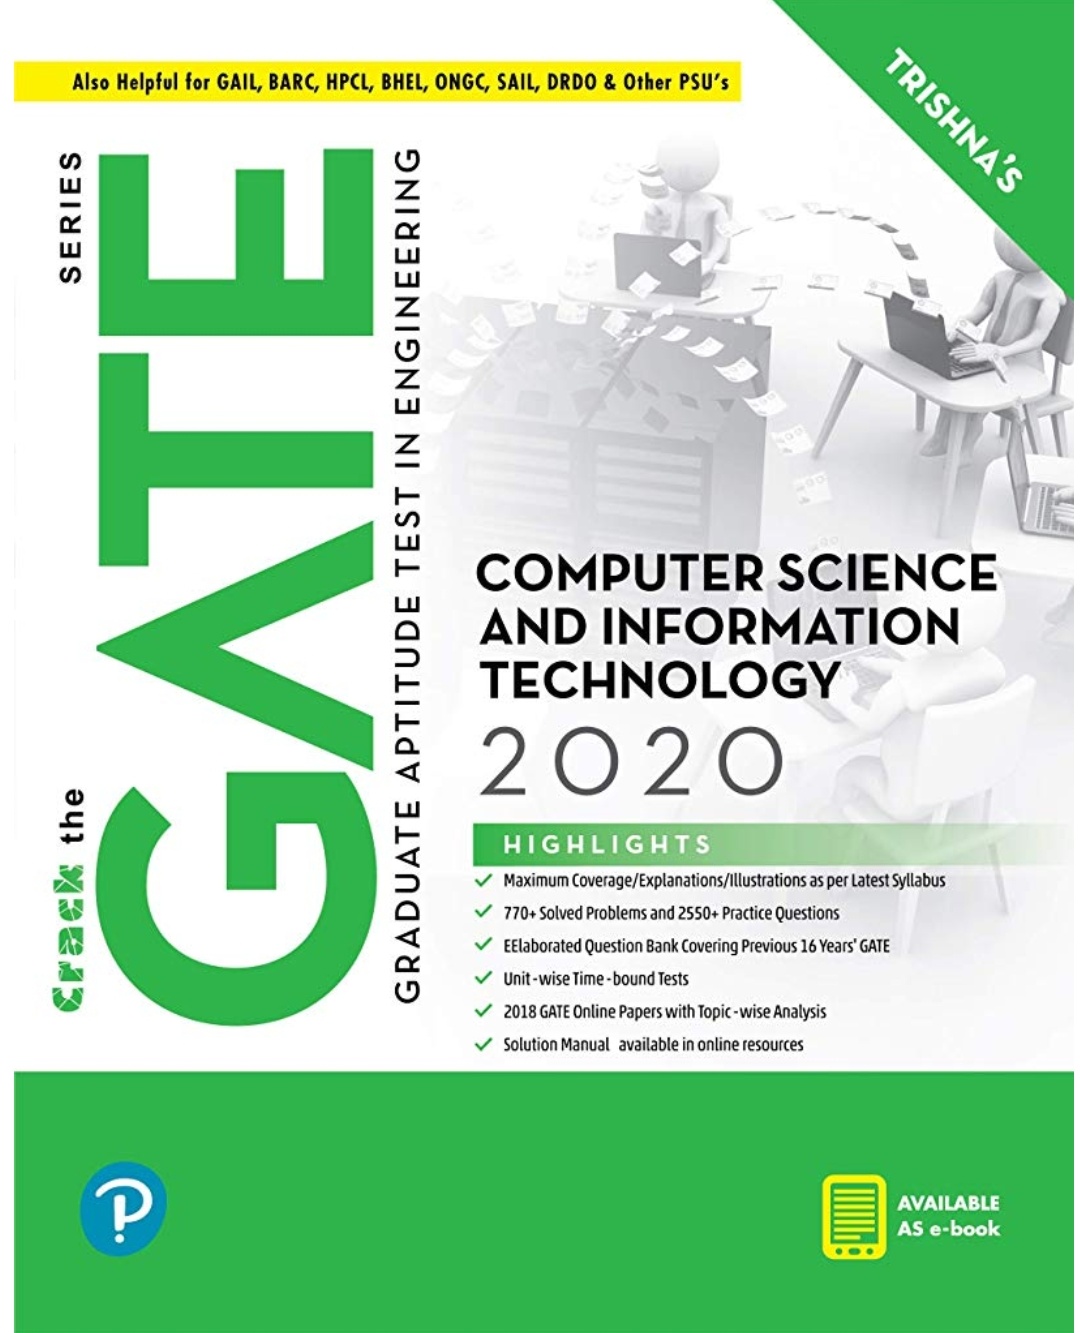 Also Helpful for GAIL, BARC, HPCL, BHEL, ONGC, SAIL, DRDO & Other PSU's
TRISHNA'S
Crack the
SERIES
GATE
GRADUATE APTITUDE TEST IN ENGINEERING
COMPUTER SCIENCE
AND INFORMATION
TECHNOLOGY
2020
HIGHLIGHTS
Maximum Coverage/Explanations/Illustrations as per Latest Syllabus
770+ Solved Problems and 2550+ Practice Questions
EElaborated Question Bank Covering Previous 16 Years' GATE
Unit-wise Time-bound Tests
2018 GATE Online Papers with Topic-wise Analysis
Solution Manual available in online resources
P
AVAILABLE
AS e-book